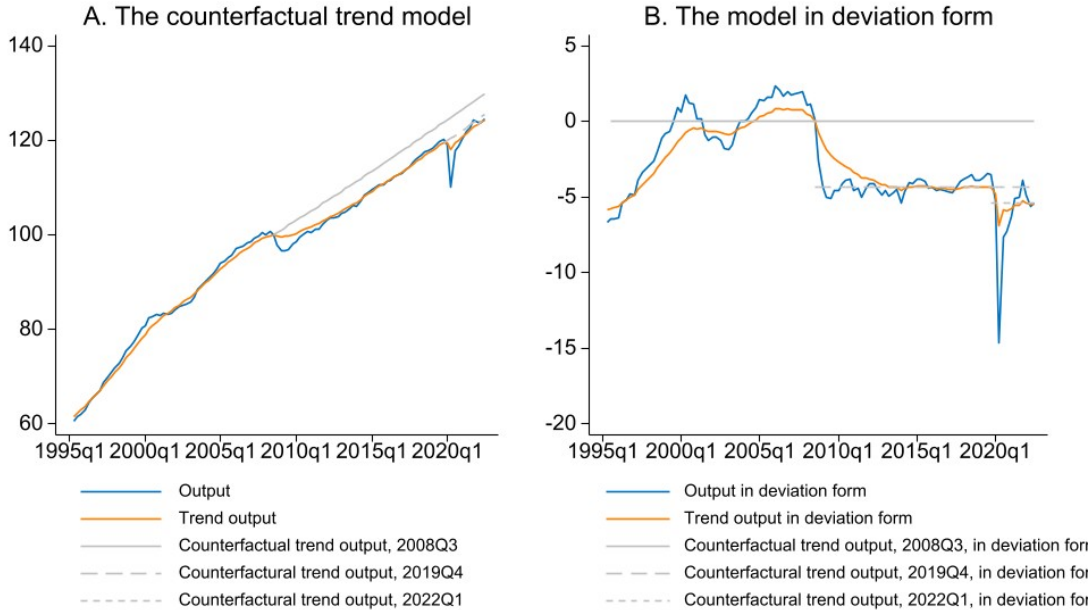 A. The counterfactual trend model
140
120
100
80
60
1995q1 2000q1 2005q1 2010q1 2015q1 2020q1
Output
Trend output
Counterfactual trend output, 2008Q3
Counterfactural trend output, 2019Q4
Counterfactural trend output, 2022Q1
B. The model in deviation form
5
0
-5
-10
-15
-20
1995q1 2000q1 2005q1 2010q1 2015q1 2020q1
Output in deviation form
Trend output in deviation form
Counterfactual trend output, 2008Q3, in deviation for
Counterfactural trend output, 2019Q4, in deviation fo
Counterfactural trend output, 2022Q1, in deviation fo